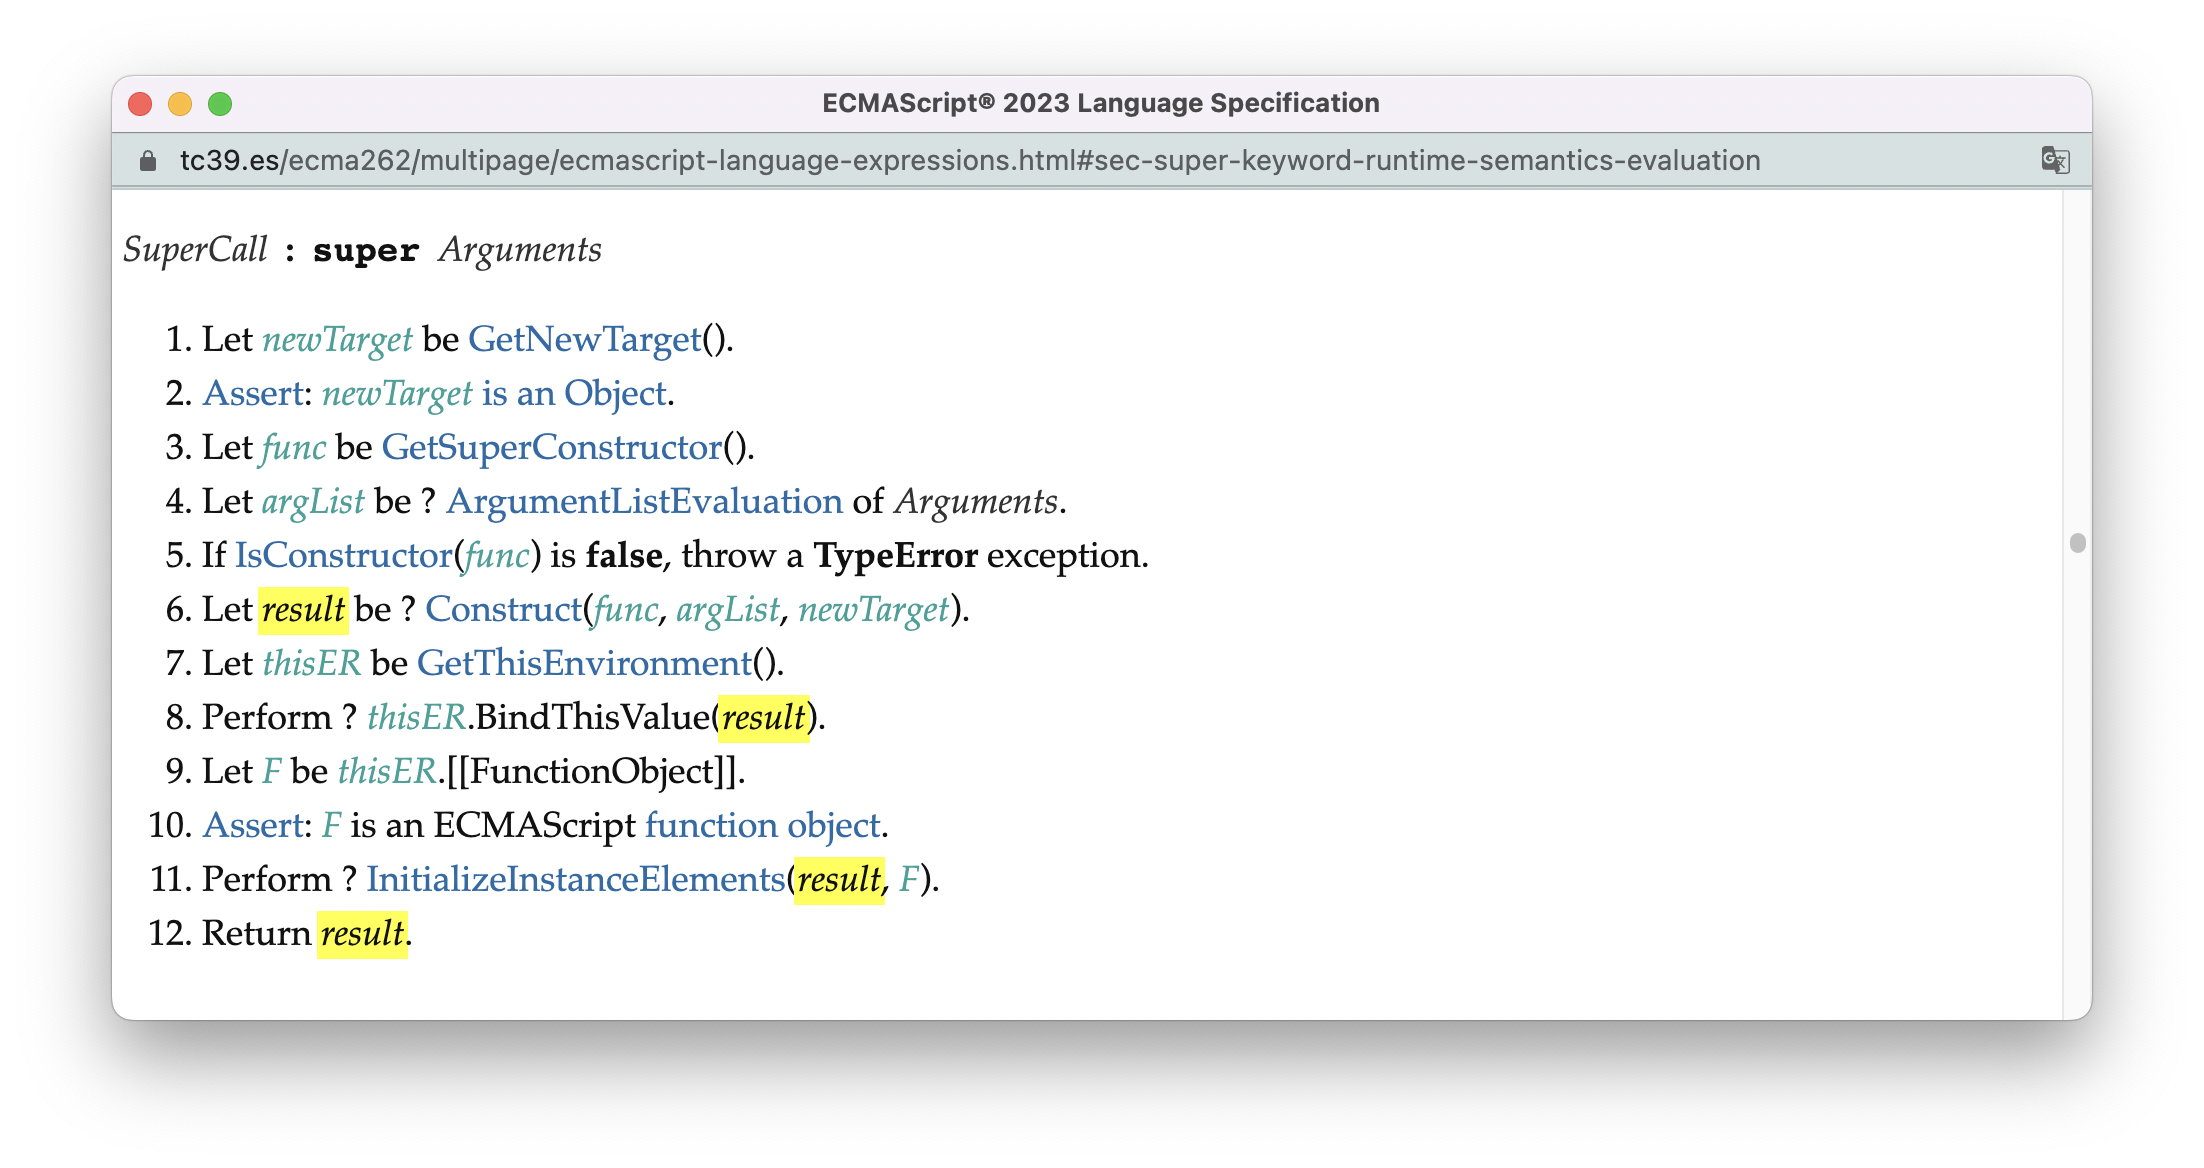 ECMAScript® 2023 Language Specification
tc39.es/ecma262/multipage/ecmascript-language-expressions.html#sec-super-keyword-runtime-semantics-evaluation
SuperCall : super Arguments
1. Let newTarget be GetNewTarget().
2. Assert: newTarget is an Object.
3. Let func be GetSuperConstructor().
4. Let argList be ? ArgumentListEvaluation of Arguments.
5. If IsConstructor(func) is false, throw a TypeError exception.
6. Let result be ? Construct(func, argList, newTarget).
7. Let thisER be GetThisEnvironment().
8. Perform ? thisER.BindThisValue(result).
9. Let F be thisER.[[FunctionObject]].
10. Assert: F is an ECMAScript function object.
11. Perform ? InitializeInstanceElements(result, F).
12. Return result.